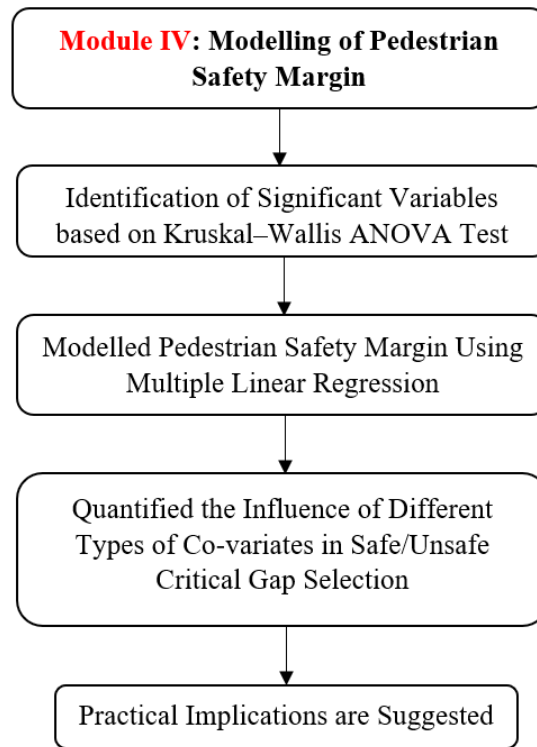 Module IV: Modelling of Pedestrian
Safety Margin
Identification of Significant Variables
based on Kruskal–Wallis ANOVA Test
Modelled Pedestrian Safety Margin Using
Multiple Linear Regression
Quantified the Influence of Different
Types of Co-variates in Safe/Unsafe
Critical Gap Selection
Practical Implications are Suggested